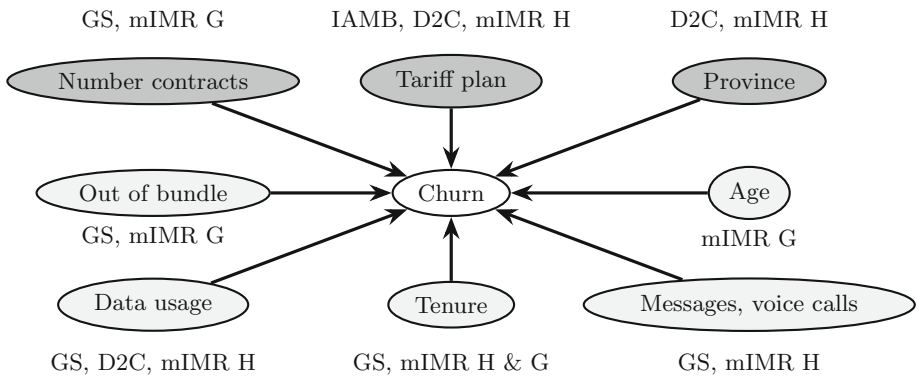 GS, mIMR G
IAMB, D2C, mIMR H
D2C, mIMR H
Number contracts
Tariff plan
Province
Out of bundle
Churn
Age
GS, mIMR G
mIMR G
Data usage
Tenure
Messages, voice calls
GS, D2C, mIMR H
GS, mIMR H & G
GS, mIMR H